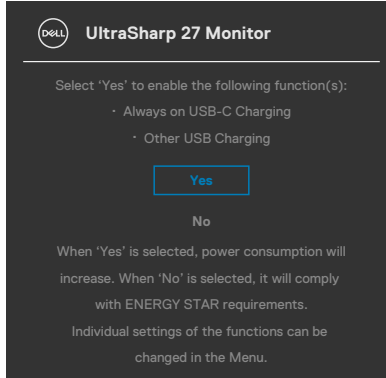 DELL
UltraSharp 27 Monitor
Select ‘Yes’ to enable the following function(s):
· Always on USB-C Charging
· Other USB Charging
Yes
No
When ‘Yes’ is selected, power consumption will
increase. When ‘No’ is selected, it will comply
with ENERGY STAR requirements.
Individual settings of the functions can be
changed in the Menu.